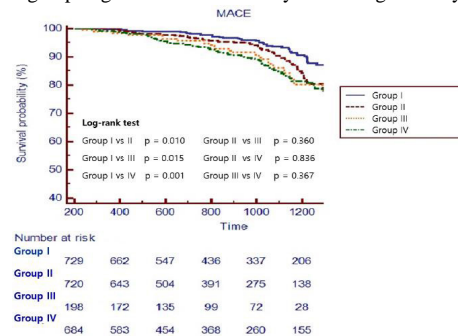 MACE
100
90
80
70
60
50
40
Survival probability (%)
Group I
Group II
Group III
Group IV
Log-rank test
Group I vs II p = 0.010 Group II vs III p = 0.360
Group I vs III p = 0.015 Group II vs IV p = 0.836
Group I vs IV p = 0.001 Group III vs IV p = 0.367
200 400 600 800 1000 1200
Time
Number at risk
Group I
729 662 547 436 337 206
Group II
720 643 504 391 275 138
Group III
198 172 135 99 72 28
Group IV
684 583 454 368 260 155